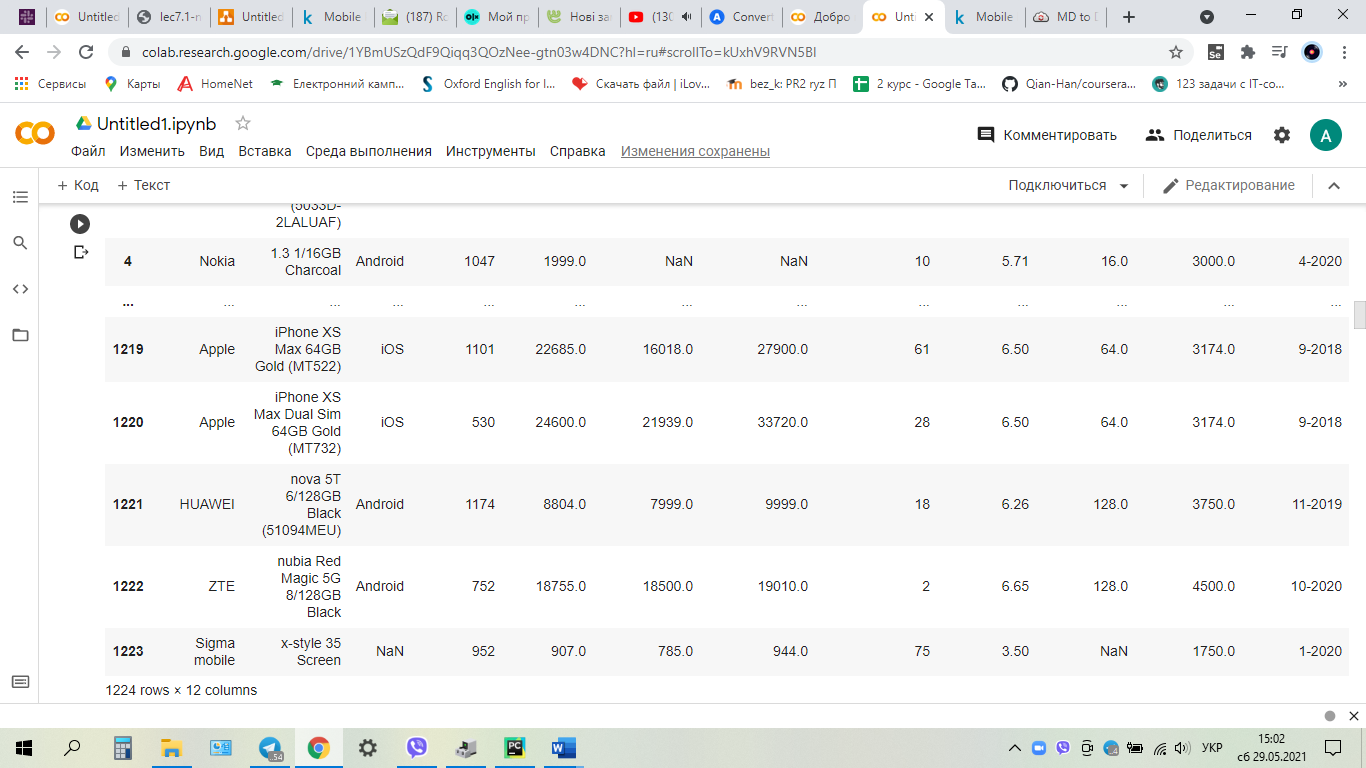 Untitled
lec7.1-n
Untitled
Mobile
(187) Ro
Мой пр
Нові за
(130
Convert
Добро
Unti
Mobile
MD to D
colab.research.google.com/drive/1YBmUSzQdF9Qiqq3QOzNee-gtn03w4DNC?hl=ru#scrollTo=kUxhV9RVN5BI
Сервисы
Карты
HomeNet
Електронний камп...
Oxford English for I...
Скачать файл | iLov...
bez_k: PR2 ryz П
2 курс - Google Ta...
Qian-Han/coursera...
123 задачи с IT-со...
»
Untitled1.ipynb
Комментировать
Поделиться
A
Файл Изменить Вид Вставка Среда выполнения Инструменты Справка Изменения сохранены
+ Код + Текст
Подключиться
Редактирование
(5033D-
2LALUAF)
4 Nokia 1.3 1/16GB Charcoal Android 1047 1999.0 NaN NaN 10 5.71 16.0 3000.0 4-2020
... ... ... ... ... ... ... ... ... ... ... ... ...
1219 Apple iPhone XS Max 64GB Gold (MT522) iOS 1101 22685.0 16018.0 27900.0 61 6.50 64.0 3174.0 9-2018
1220 Apple iPhone XS Max Dual Sim 64GB Gold (MT732) iOS 530 24600.0 21939.0 33720.0 28 6.50 64.0 3174.0 9-2018
1221 HUAWEI nova 5T 6/128GB Black (51094MEU) Android 1174 8804.0 7999.0 9999.0 18 6.26 128.0 3750.0 11-2019
1222 ZTE nubia Red Magic 5G 8/128GB Black Android 752 18755.0 18500.0 19010.0 2 6.65 128.0 4500.0 10-2020
1223 Sigma mobile x-style 35 Screen NaN 952 907.0 785.0 944.0 75 3.50 NaN 1750.0 1-2020
1224 rows × 12 columns
54
УКР
15:02
сб 29.05.2021